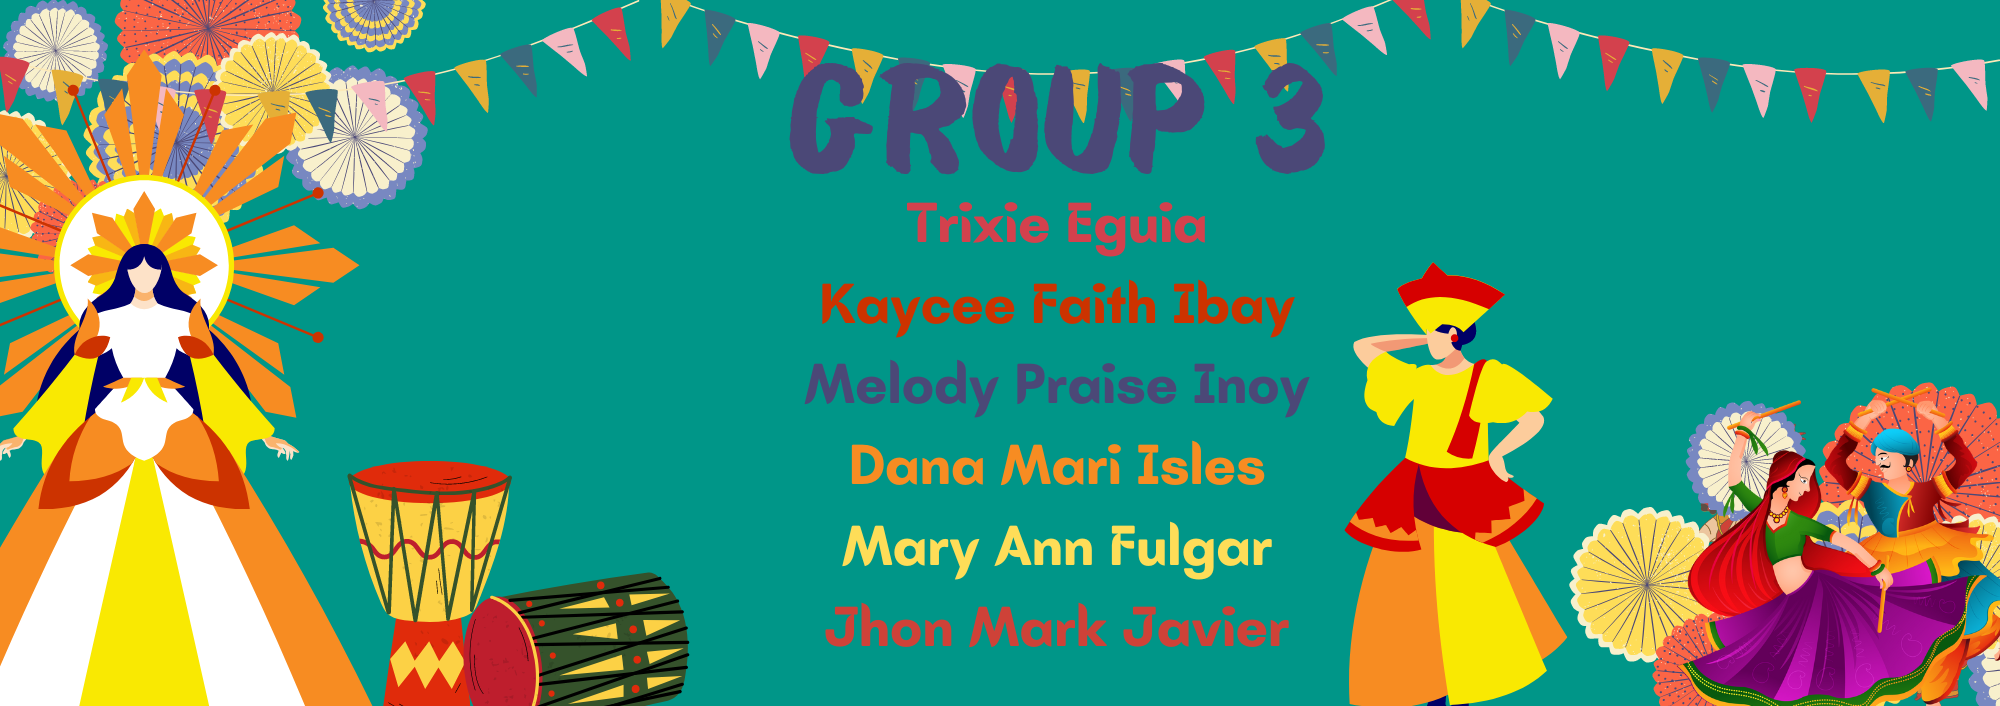 GROUP 3
Trixie Eguia
Kaycee Faith Ibay
Melody Praise Inoy
Dana Mari Isles
Mary Ann Fulgar
Jhon Mark Javier